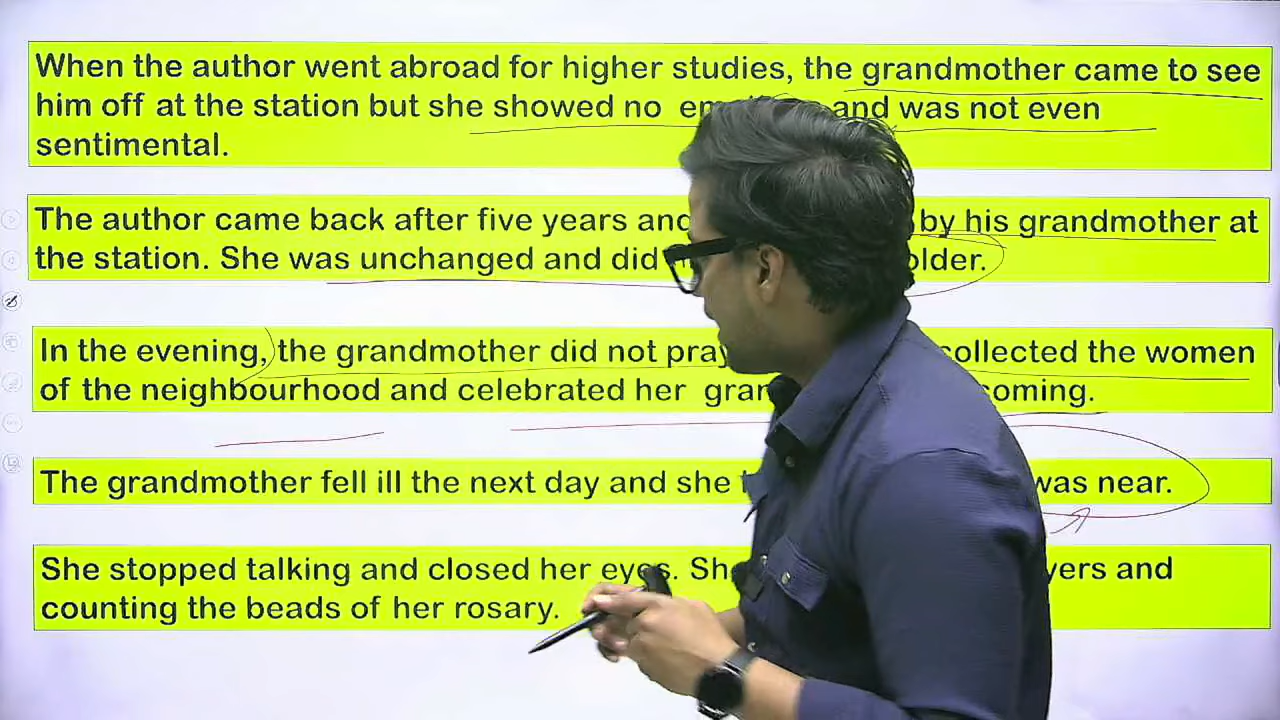 When the author went abroad for higher studies, the grandmother came to see
him off at the station but she showed no and was not even
sentimental.
The author came back after five years and by his grandmother at
the station. She was unchanged and did older.
In the evening, the grandmother did not pray collected the women
of the neighbourhood and celebrated her coming.
The grandmother fell ill the next day and she was near.
She stopped talking and closed her eyes. She and
counting the beads of her rosary.